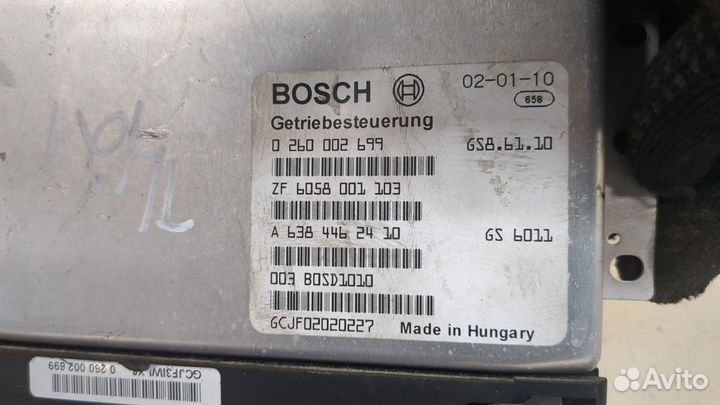 BOSCH 02-01-10
658
Getriebesteuerung
0 260 002 699 GS8.61.10
ZF 6058 001 103
A 638 446 24 10 GS 6011
003 BOSD1010
GCJF02020227 Made in Hungary
0 260 002 699
Avito